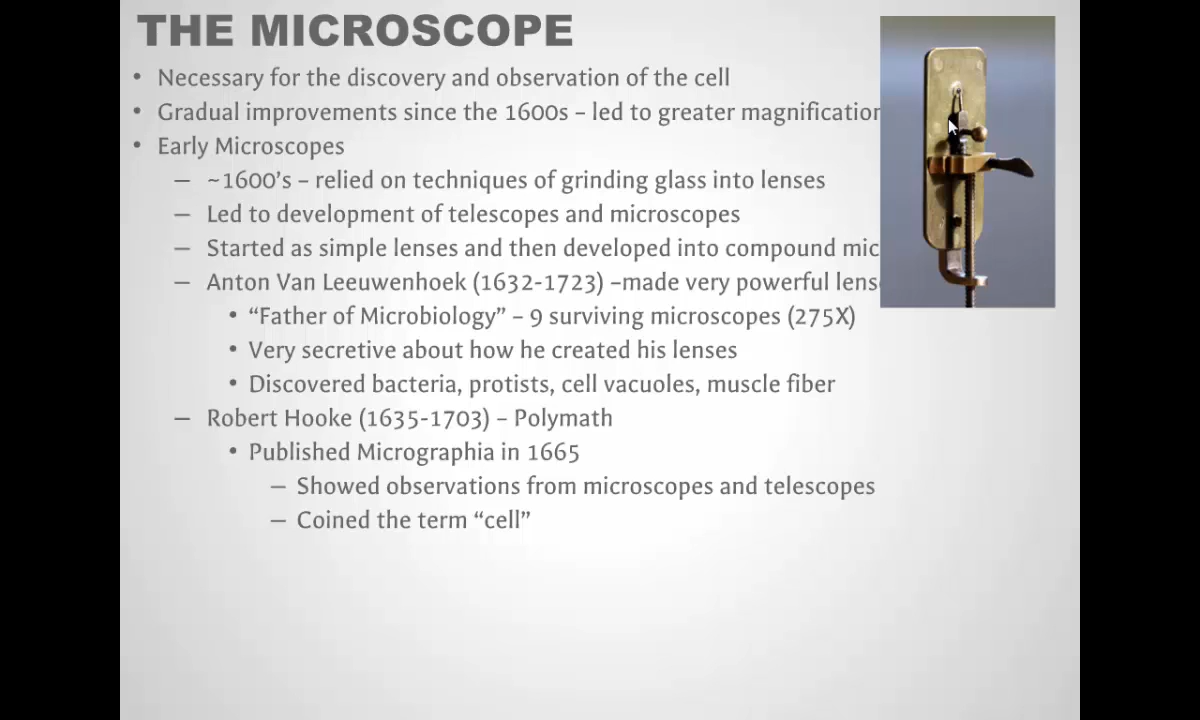 THE MICROSCOPE
• Necessary for the discovery and observation of the cell
• Gradual improvements since the 1600s – led to greater magnification
• Early Microscopes
– ~1600’s – relied on techniques of grinding glass into lenses
– Led to development of telescopes and microscopes
– Started as simple lenses and then developed into compound mic
– Anton Van Leeuwenhoek (1632-1723) –made very powerful lens
• “Father of Microbiology” – 9 surviving microscopes (275X)
• Very secretive about how he created his lenses
• Discovered bacteria, protists, cell vacuoles, muscle fiber
– Robert Hooke (1635-1703) – Polymath
• Published Micrographia in 1665
– Showed observations from microscopes and telescopes
– Coined the term “cell”